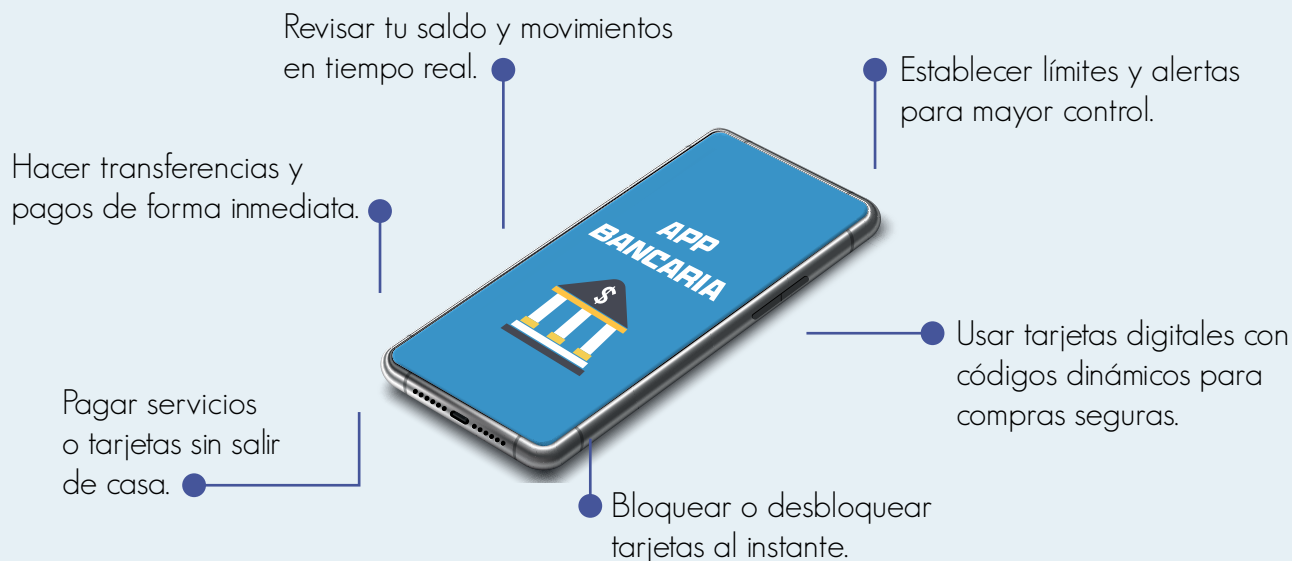 Revisar tu saldo y movimientos
en tiempo real.
Establecer límites y alertas
para mayor control.
Hacer transferencias y
pagos de forma inmediata.
APP
BANCARIA
$
Usar tarjetas digitales con
códigos dinámicos para
compras seguras.
Pagar servicios
o tarjetas sin salir
de casa.
Bloquear o desbloquear
tarjetas al instante.